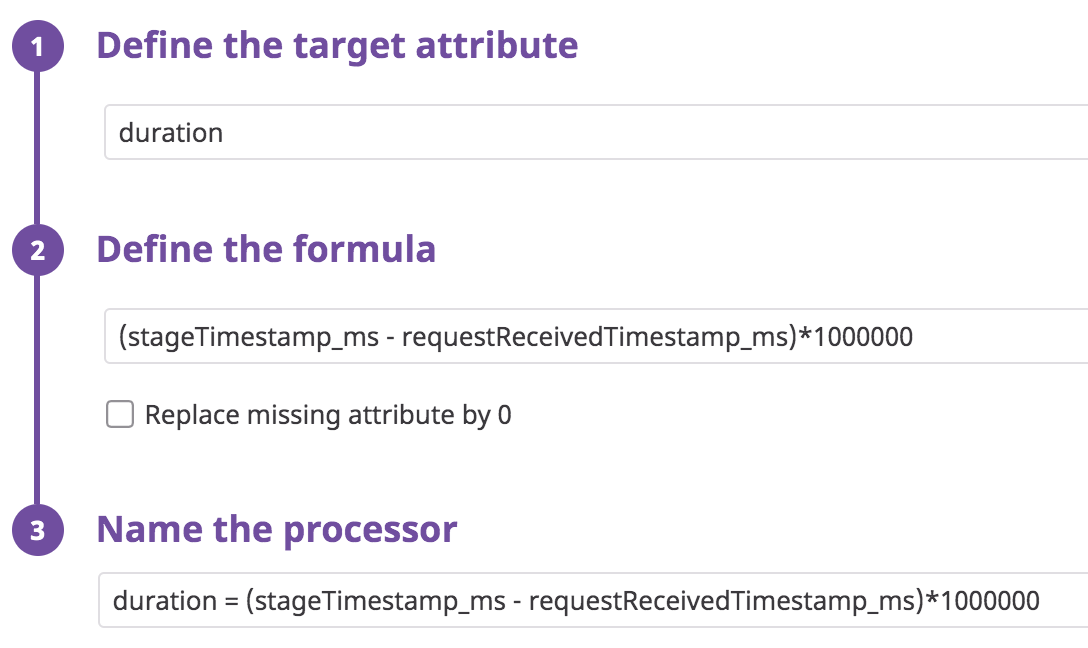 1 Define the target attribute
duration
2 Define the formula
(stageTimestamp_ms - requestReceivedTimestamp_ms)*1000000
Replace missing attribute by 0
3 Name the processor
duration = (stageTimestamp_ms - requestReceivedTimestamp_ms)*1000000